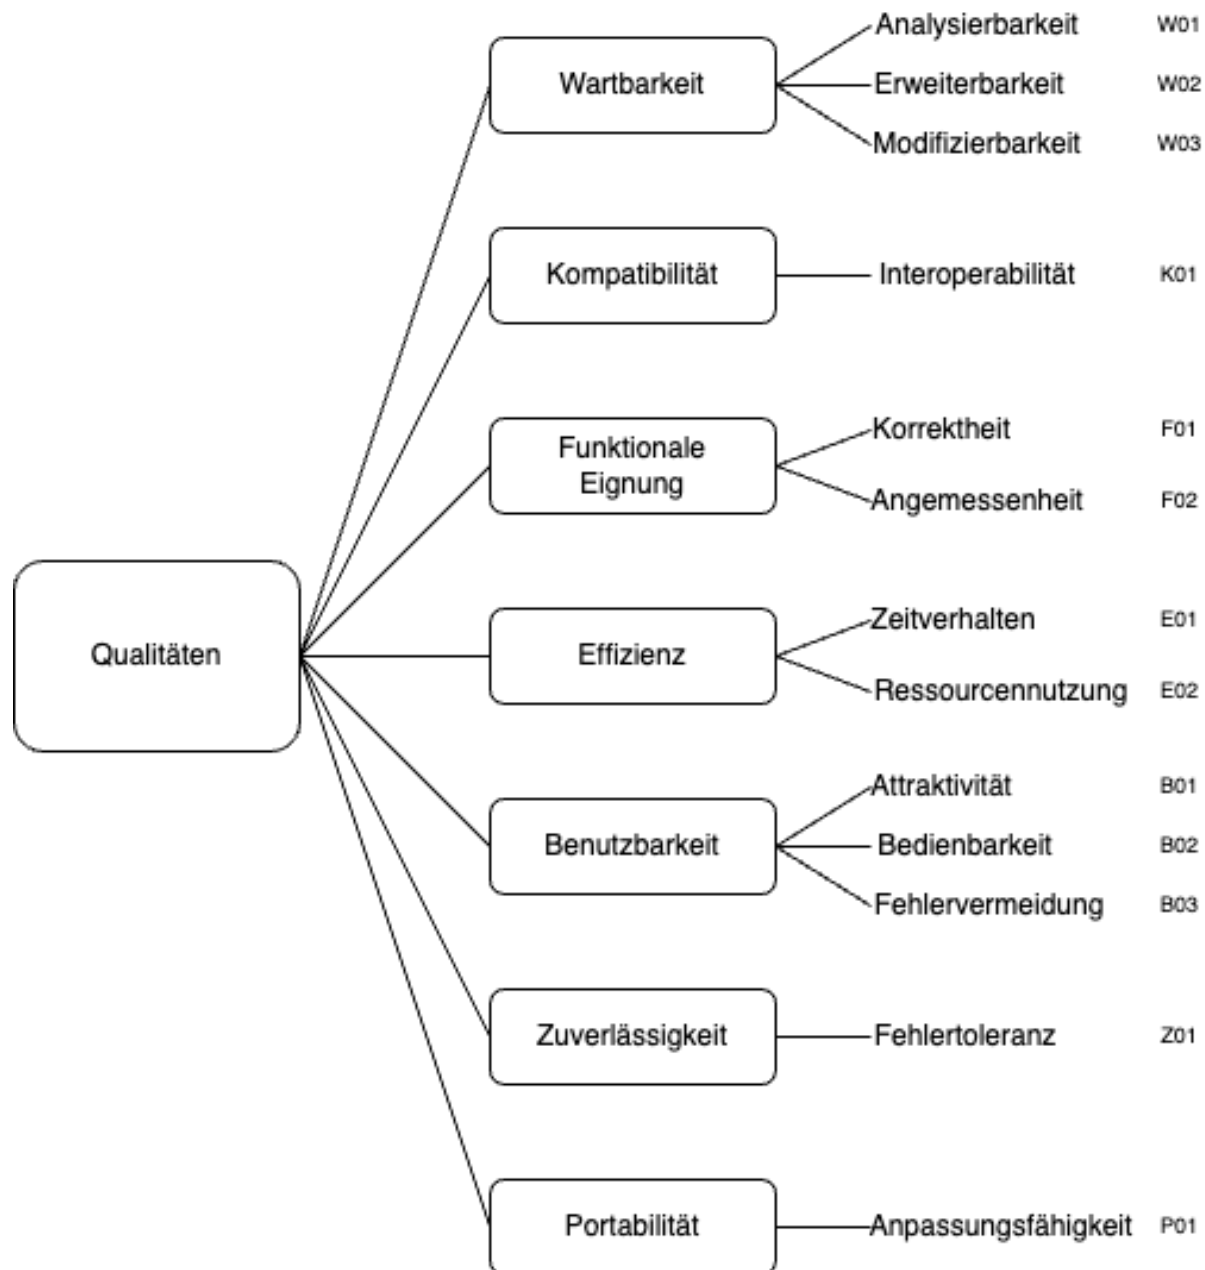 Analysierbarkeit W01
Wartbarkeit Erweiterbarkeit W02
Modifizierbarkeit W03
Kompatibilität Interoperabilität K01
Korrektheit F01
Funktionale
Eignung
Angemessenheit F02
Zeitverhalten E01
Qualitäten Effizienz
Ressourcennutzung E02
Attraktivität B01
Benutzbarkeit Bedienbarkeit B02
Fehlervermeidung B03
Zuverlässigkeit Fehlertoleranz Z01
Portabilität Anpassungsfähigkeit P01